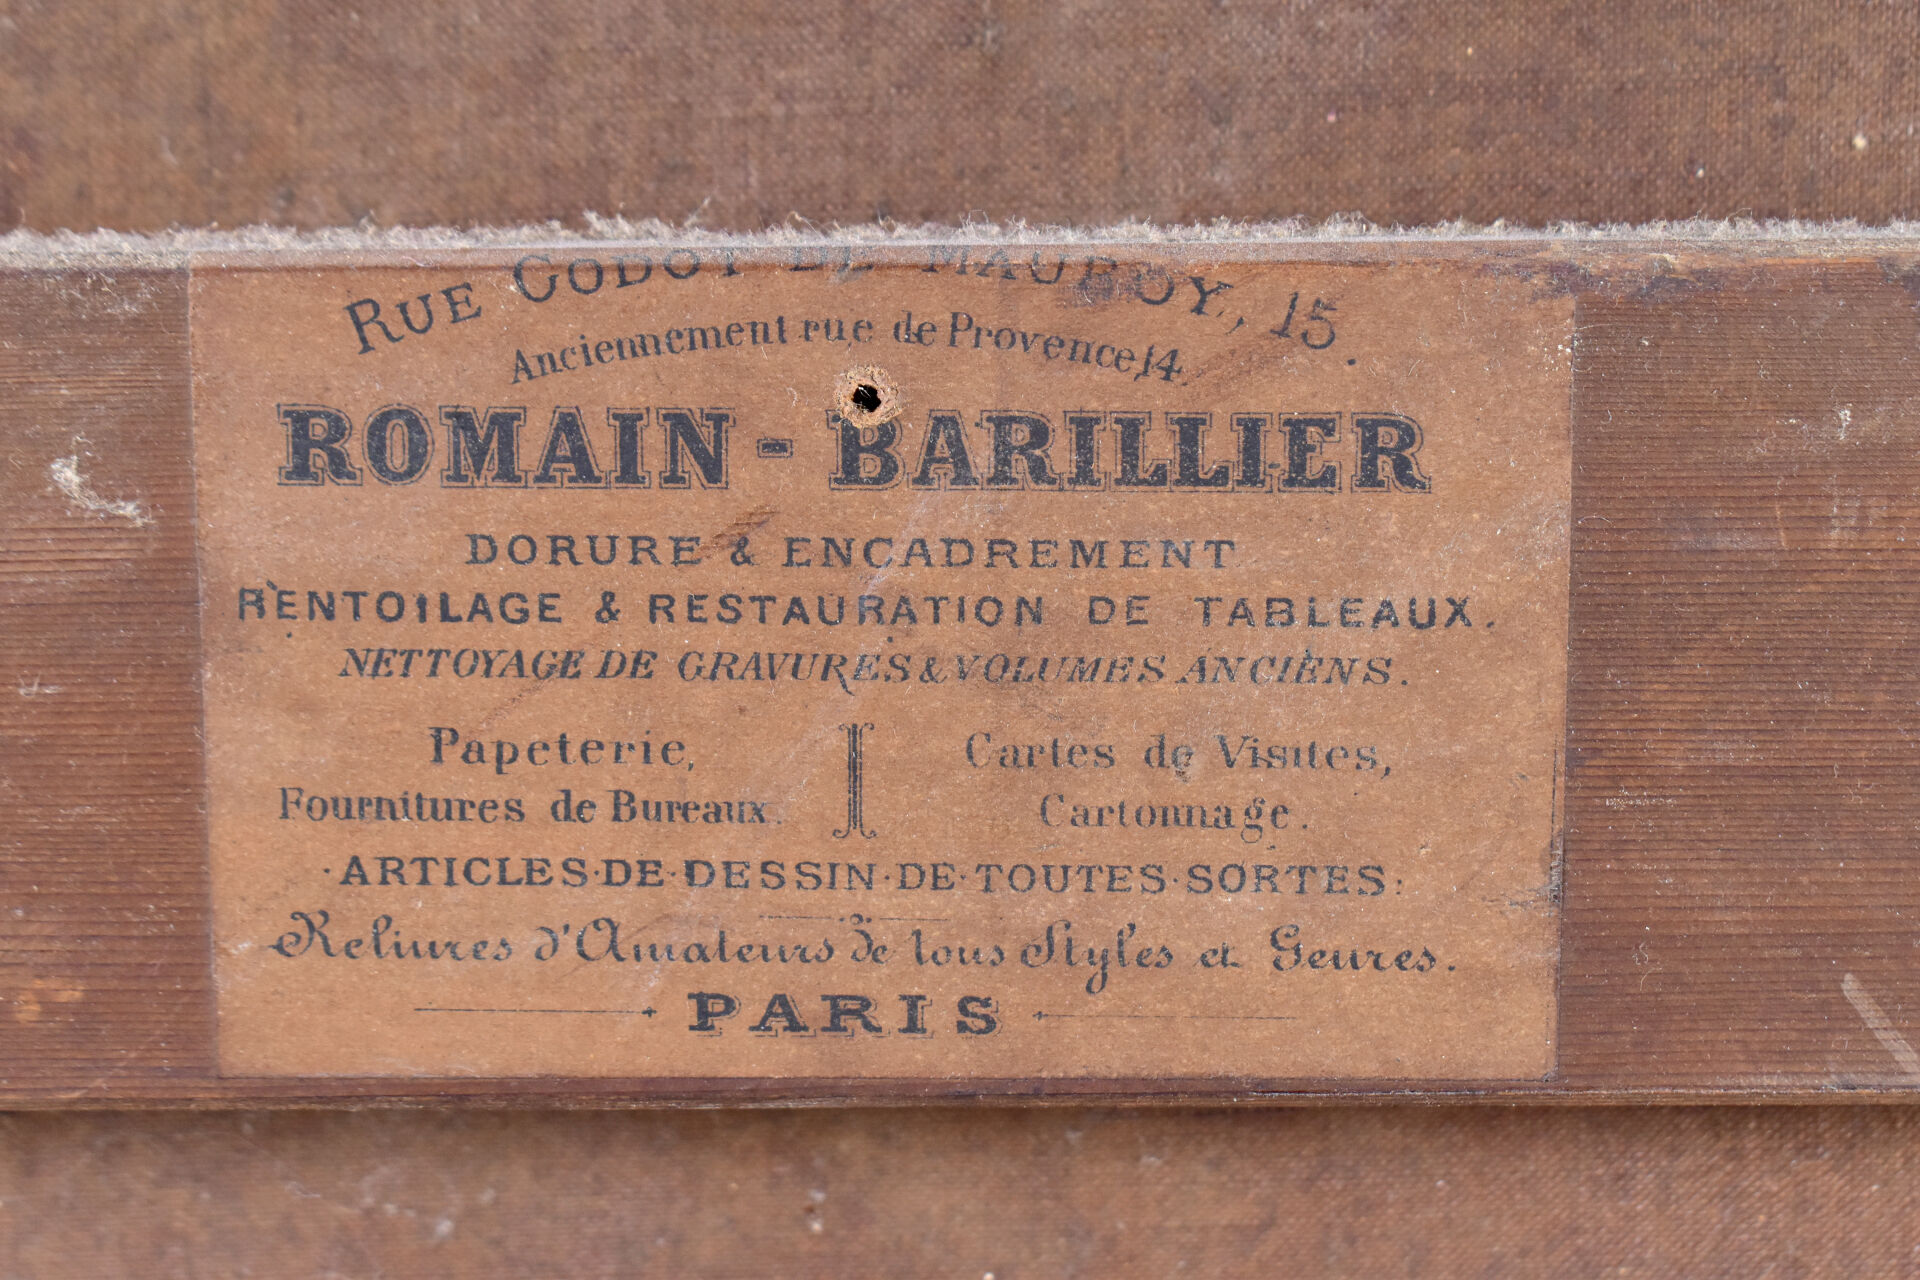 RUE GODOT DE MAUROY, 15.
Anciennement rue de Provence, 14.
ROMAIN - BARILLIER
DORURE & ENCADREMENT
RENTOILAGE & RESTAURATION DE TABLEAUX.
NETTOYAGE DE GRAVURES & VOLUMES ANCIENS.
Papeterie,
Fournitures de Bureaux.
Cartes de Visites,
Cartonnage.
·ARTICLES·DE·DESSIN·DE·TOUTES·SORTES:
Reliures d'Amateurs de tous Styles et Genres.
PARIS